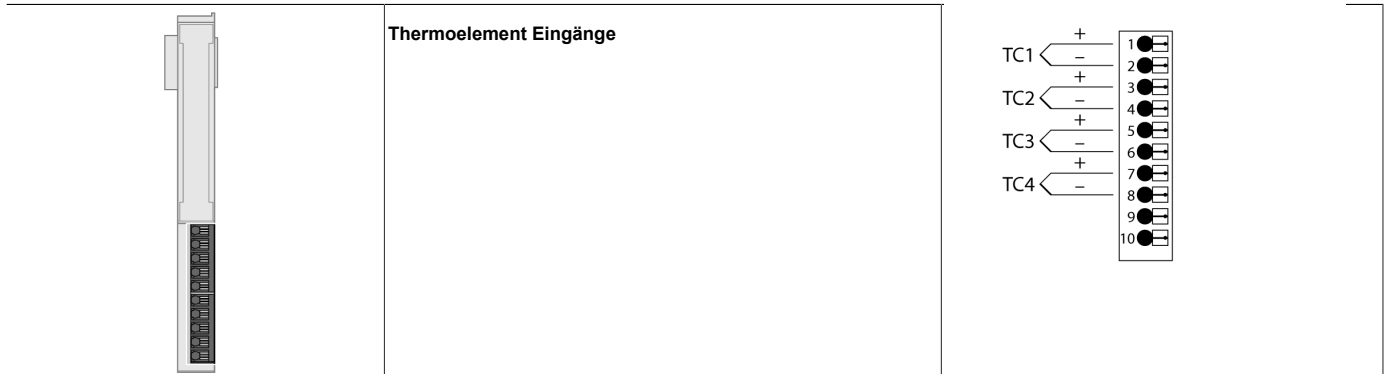 Thermoelement Eingänge
TC1 + 1
− 2
TC2 + 3
− 4
TC3 + 5
− 6
TC4 + 7
− 8
9
10